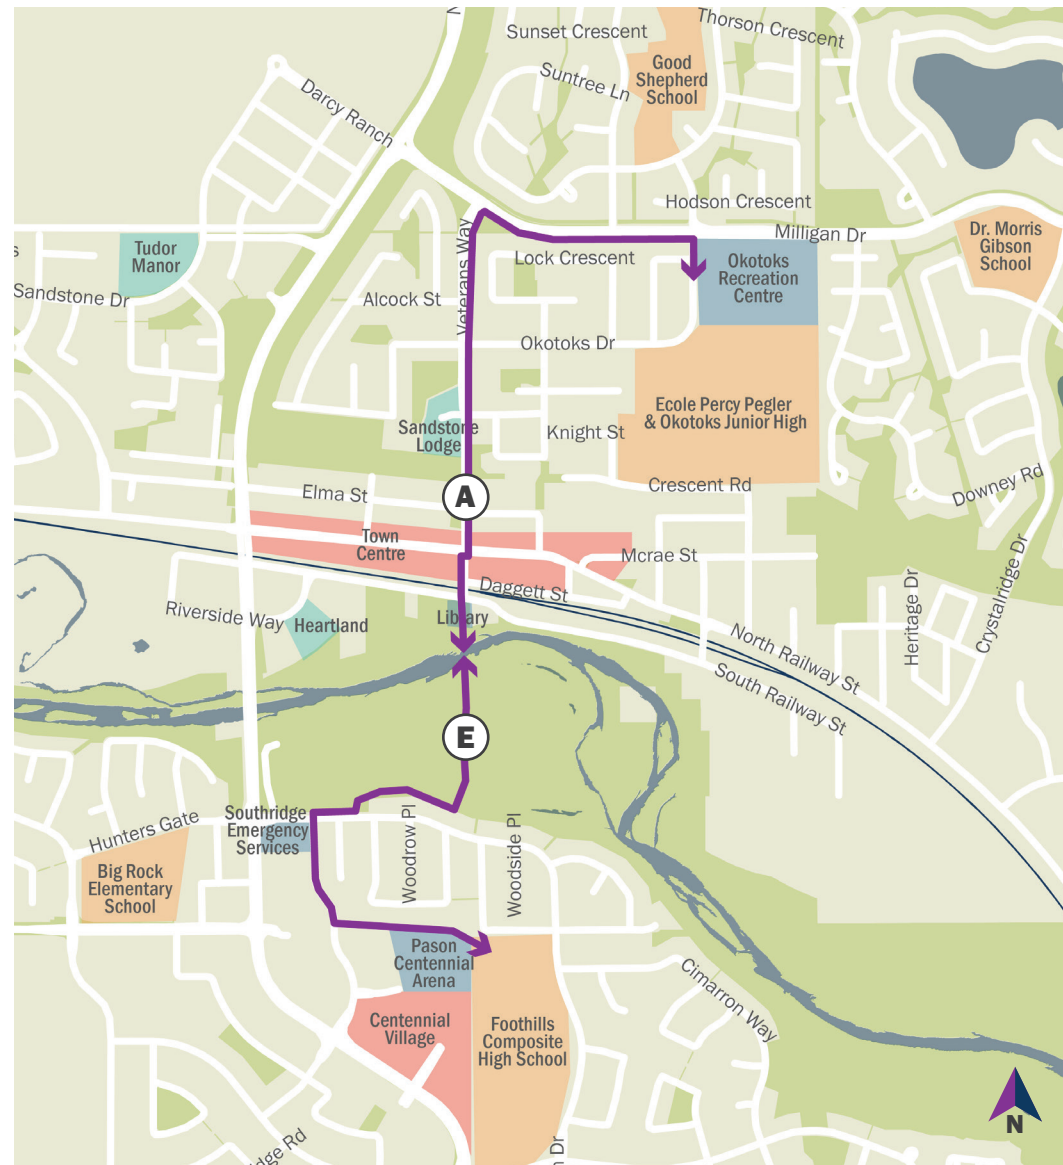 Sunset Crescent
Thorson Crescent
Suntree Ln
Good
Shepherd
School
Darcy Ranch
Hodson Crescent
Milligan Dr
Dr. Morris
Gibson
School
Tudor
Manor
Veterans Way
Lock Crescent
Okotoks
Recreation
Centre
Sandstone Dr
Alcock St
Okotoks Dr
Ecole Percy Pegler
& Okotoks Junior High
Sandstone
Lodge
Knight St
Crescent Rd
Downey Rd
Elma St
A
Town
Centre
Mcrae St
Daggett St
Crystalridge Dr
Heritage Dr
Riverside Way
Heartland
Library
North Railway St
South Railway St
E
Southridge
Emergency
Services
Hunters Gate
Woodrow Pl
Woodside Pl
Big Rock
Elementary
School
Pason
Centennial
Arena
Cimarron Way
Centennial
Village
Foothills
Composite
High School
N
dge Rd
n Dr